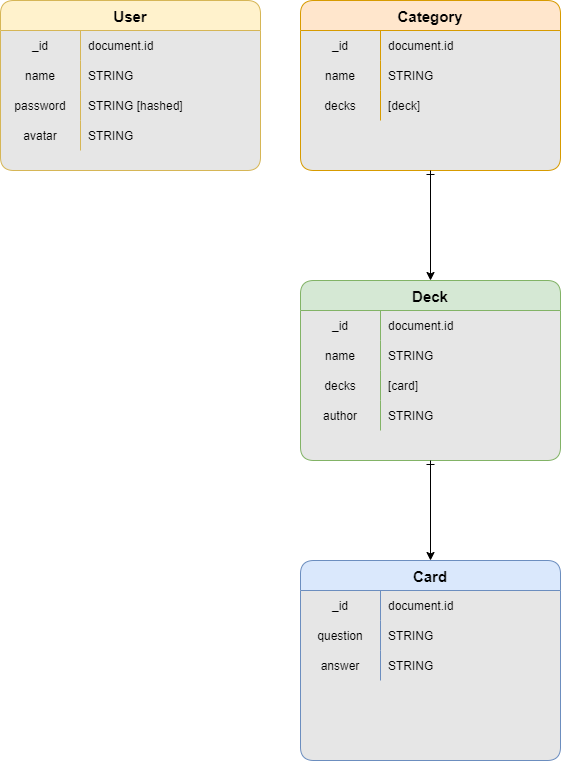 User
_id document.id
name STRING
password STRING [hashed]
avatar STRING
Category
_id document.id
name STRING
decks [deck]
Deck
_id document.id
name STRING
decks [card]
author STRING
Card
_id document.id
question STRING
answer STRING